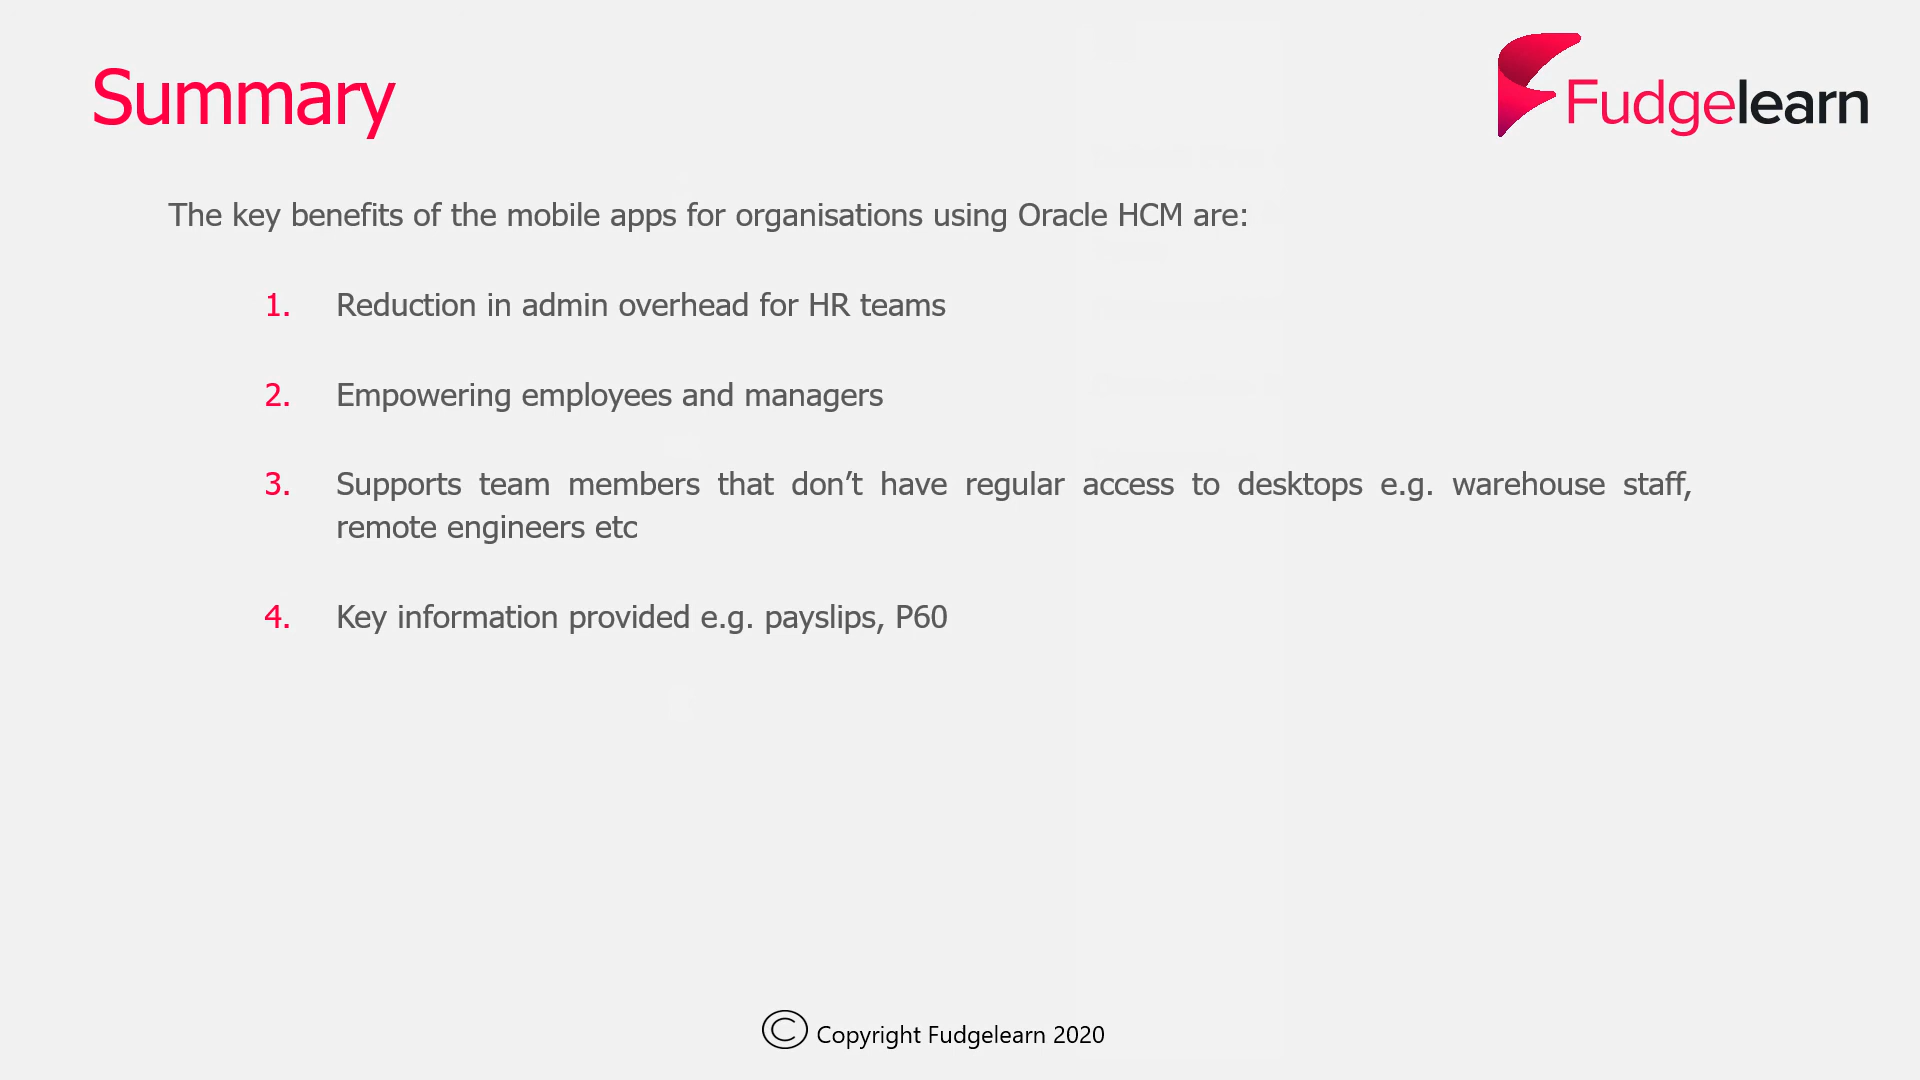 Summary
Fudgelearn
The key benefits of the mobile apps for organisations using Oracle HCM are:
1. Reduction in admin overhead for HR teams
2. Empowering employees and managers
3. Supports team members that don’t have regular access to desktops e.g. warehouse staff,
remote engineers etc
4. Key information provided e.g. payslips, P60
© Copyright Fudgelearn 2020